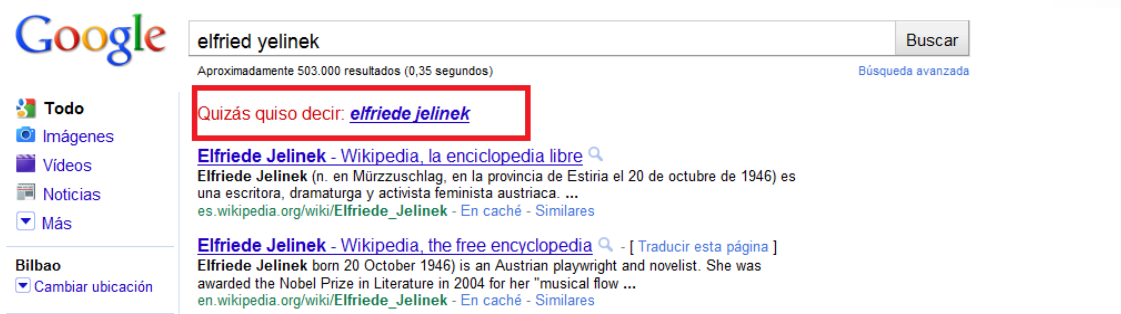 Google
elfried yelinek
Buscar
Aproximadamente 503.000 resultados (0,35 segundos)
Búsqueda avanzada
Todo
Imágenes
Vídeos
Noticias
Más
Bilbao
Cambiar ubicación
Quizás quiso decir: elfriede jelinek
Elfriede Jelinek - Wikipedia, la enciclopedia libre
Elfriede Jelinek (n. en Mürzzuschlag, en la provincia de Estiria el 20 de octubre de 1946) es
una escritora, dramaturga y activista feminista austriaca. ...
es.wikipedia.org/wiki/Elfriede_Jelinek - En caché - Similares
Elfriede Jelinek - Wikipedia, the free encyclopedia - [ Traducir esta página ]
Elfriede Jelinek born 20 October 1946) is an Austrian playwright and novelist. She was
awarded the Nobel Prize in Literature in 2004 for her "musical flow ...
en.wikipedia.org/wiki/Elfriede_Jelinek - En caché - Similares